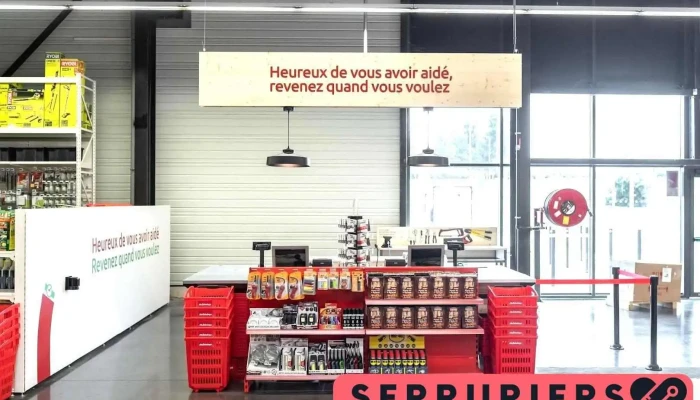 Heureux de vous avoir aidé,
revenez quand vous voulez
RYOBI
Heureux de vous avoir aidé
Revenez quand vous voulez
SERRURIERS